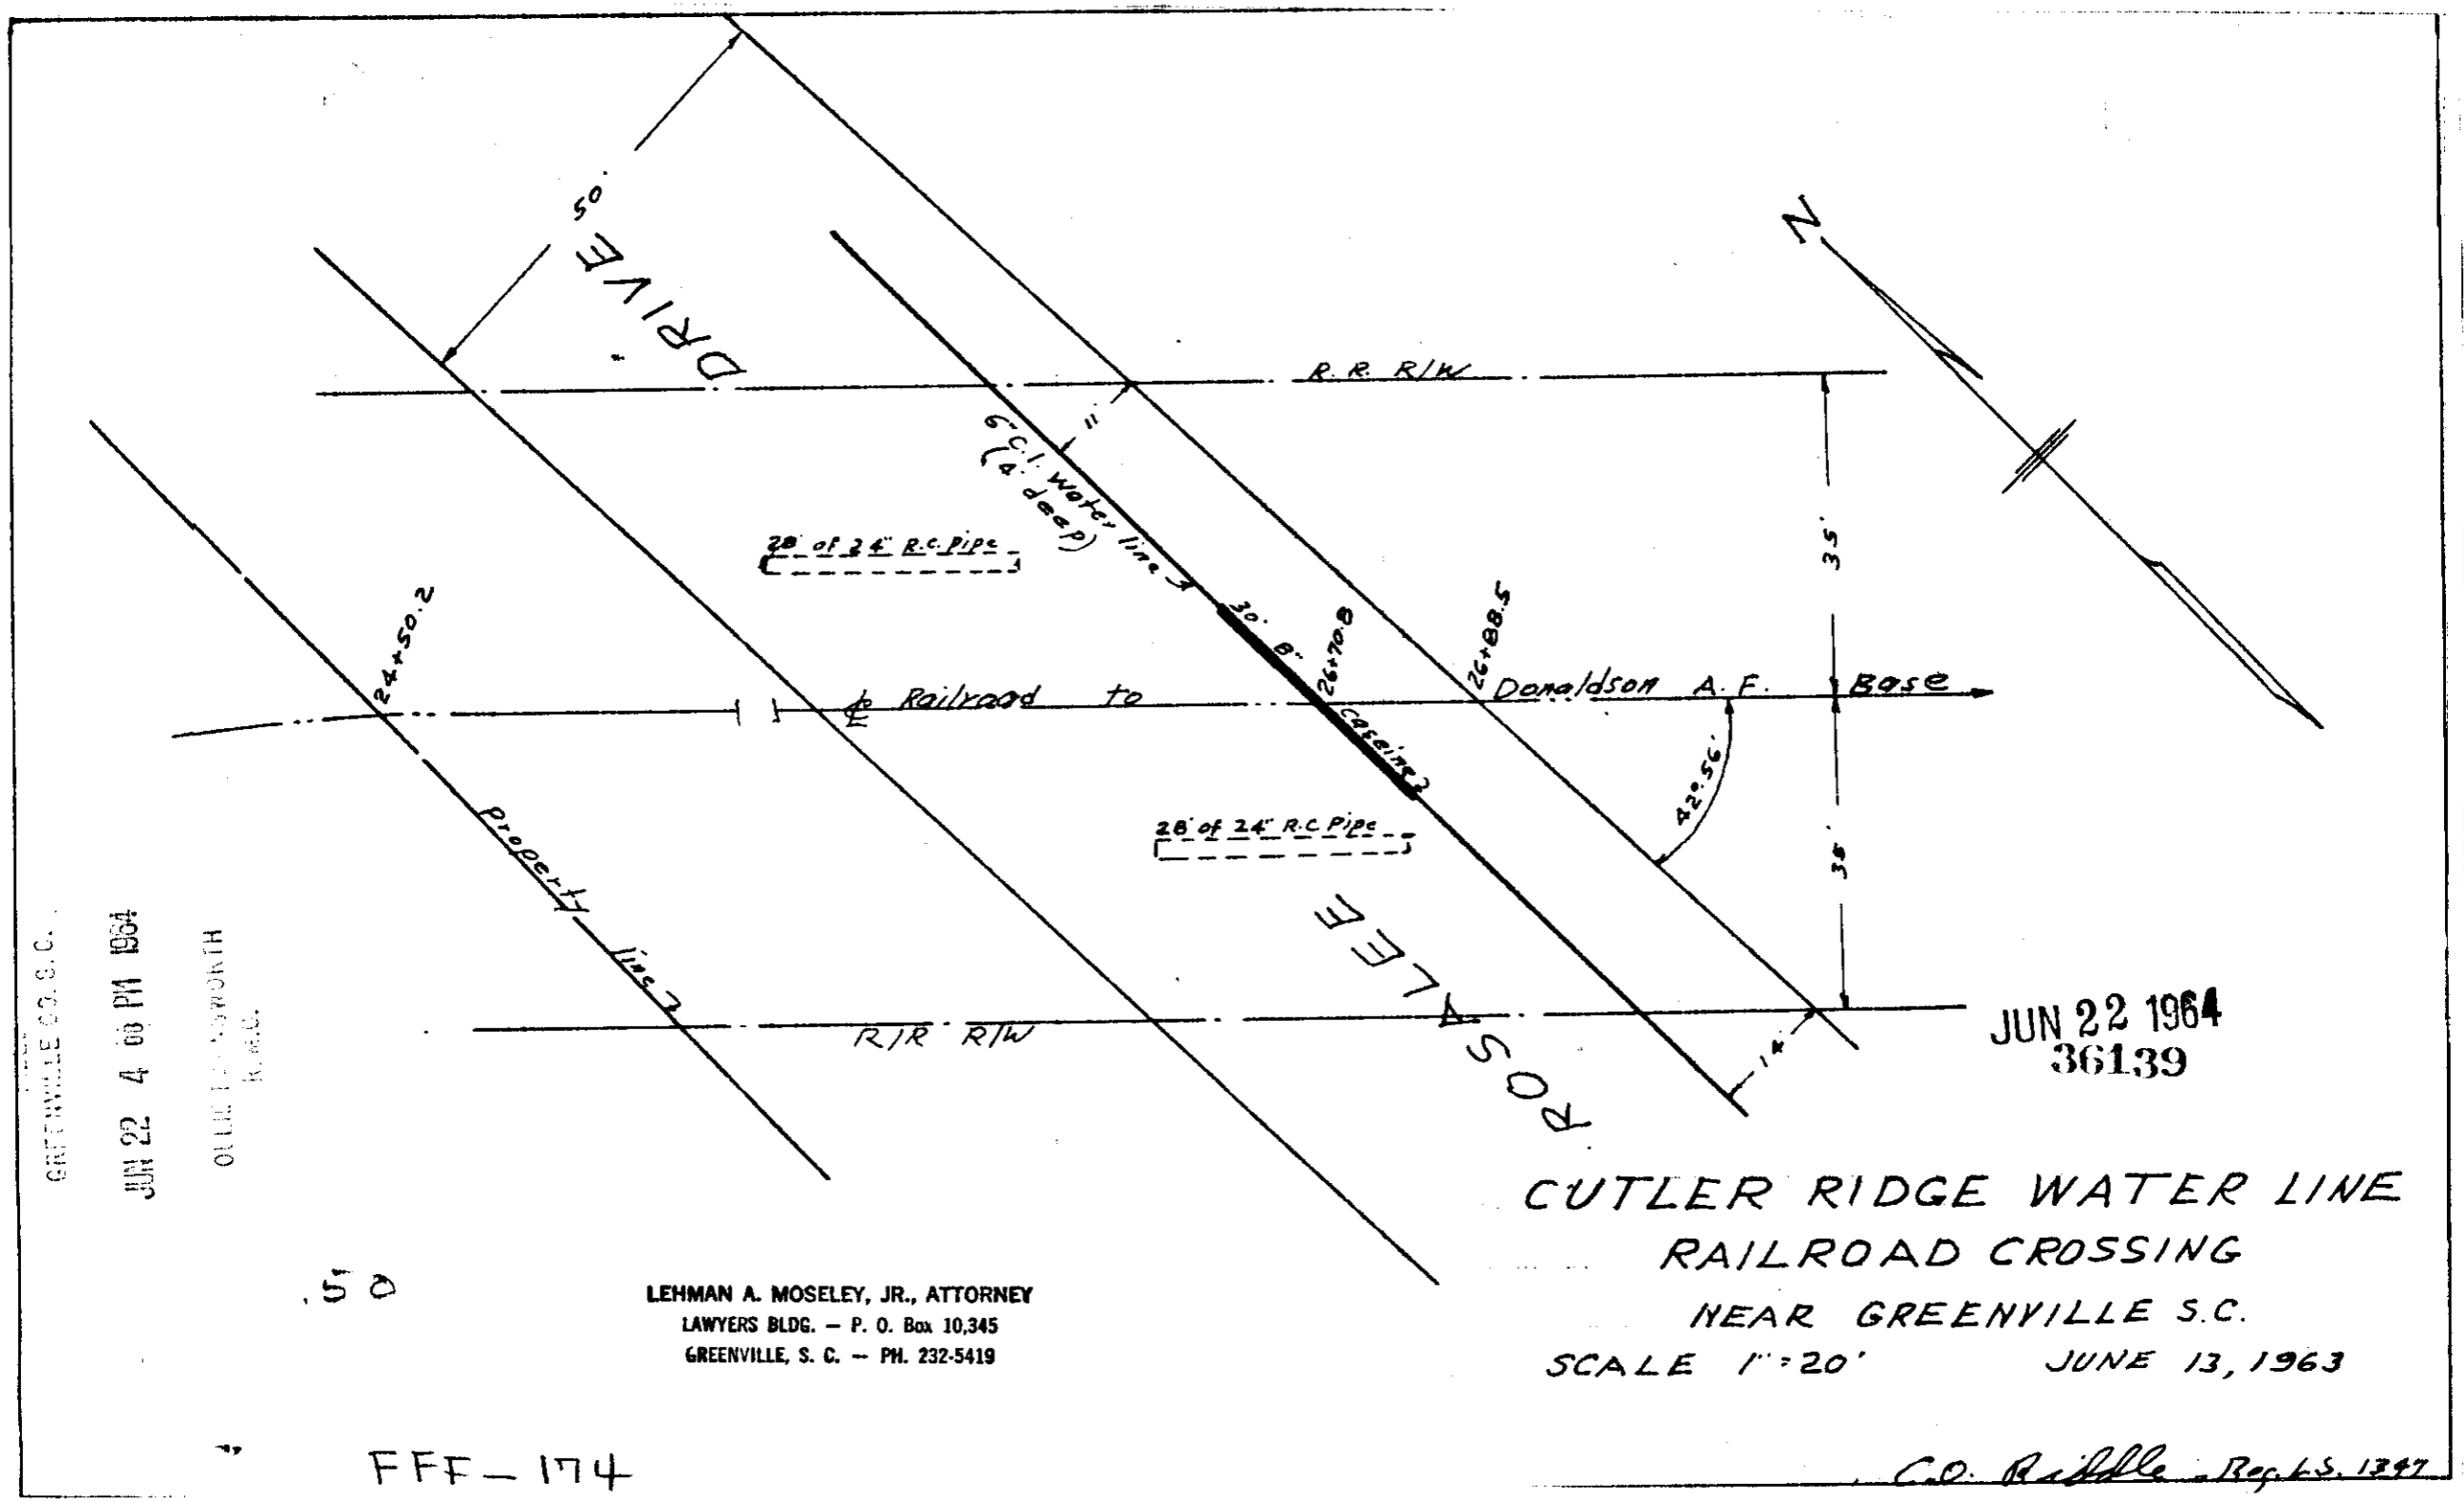 50'
DRIVE
N
R. R. R/W
11'
6" C.I. Water line
(4' deep)
28' of 24" R.C. Pipe
35'
24+50.2
30' 8" Caseing
26+70.8
26+88.5
℄ Railroad to Donaldson A. F. Base
42°56'
28' of 24" R.C Pipe
35'
Property line
ROSALEE
R/R R/W
14'
GREENVILLE CO. S.C.
JUN 22 4 PM 1964
R.M.C.
JUN 22 1964
36139
CUTLER RIDGE WATER LINE
RAILROAD CROSSING
NEAR GREENVILLE S.C.
SCALE 1"=20' JUNE 13, 1963
.50
LEHMAN A. MOSELEY, JR., ATTORNEY
LAWYERS BLDG. — P. O. Box 10,345
GREENVILLE, S. C. — PH. 232-5419
FFF-174
C.O. Riddle Reg. L.S. 1347